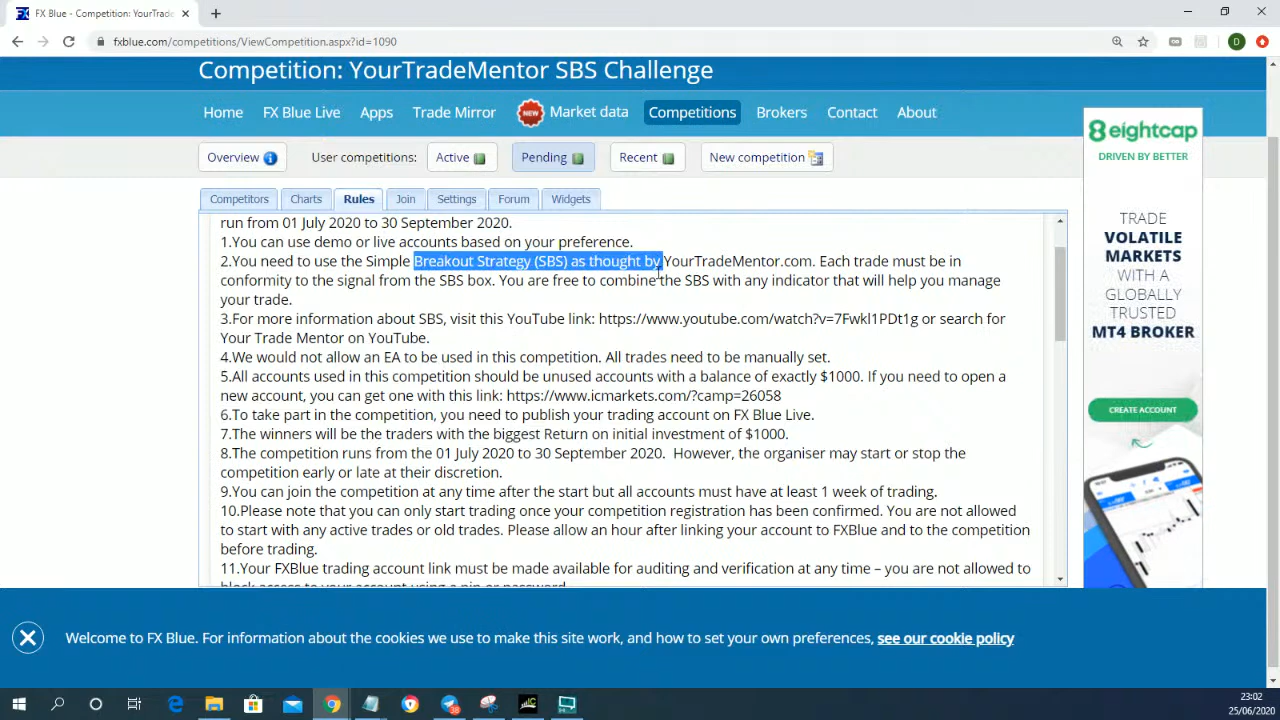 FX Blue - Competition: YourTrade
fxblue.com/competitions/ViewCompetition.aspx?id=1090
D
Competition: YourTradeMentor SBS Challenge
Home FX Blue Live Apps Trade Mirror NEW Market data Competitions Brokers Contact About
Overview User competitions: Active Pending Recent New competition
Competitors Charts Rules Join Settings Forum Widgets
run from 01 July 2020 to 30 September 2020.
1.You can use demo or live accounts based on your preference.
2.You need to use the Simple Breakout Strategy (SBS) as thought by YourTradeMentor.com. Each trade must be in
conformity to the signal from the SBS box. You are free to combine the SBS with any indicator that will help you manage
your trade.
3.For more information about SBS, visit this YouTube link: https://www.youtube.com/watch?v=7Fwkl1PDt1g or search for
Your Trade Mentor on YouTube.
4.We would not allow an EA to be used in this competition. All trades need to be manually set.
5.All accounts used in this competition should be unused accounts with a balance of exactly $1000. If you need to open a
new account, you can get one with this link: https://www.icmarkets.com/?camp=26058
6.To take part in the competition, you need to publish your trading account on FX Blue Live.
7.The winners will be the traders with the biggest Return on initial investment of $1000.
8.The competition runs from the 01 July 2020 to 30 September 2020. However, the organiser may start or stop the
competition early or late at their discretion.
9.You can join the competition at any time after the start but all accounts must have at least 1 week of trading.
10.Please note that you can only start trading once your competition registration has been confirmed. You are not allowed
to start with any active trades or old trades. Please allow an hour after linking your account to FXBlue and to the competition
before trading.
11.Your FXBlue trading account link must be made available for auditing and verification at any time – you are not allowed to
block access to your account using a pin or password
8eightcap
DRIVEN BY BETTER
TRADE
VOLATILE
MARKETS
WITH A
GLOBALLY
TRUSTED
MT4 BROKER
CREATE ACCOUNT
Welcome to FX Blue. For information about the cookies we use to make this site work, and how to set your own preferences, see our cookie policy
23:02
25/06/2020